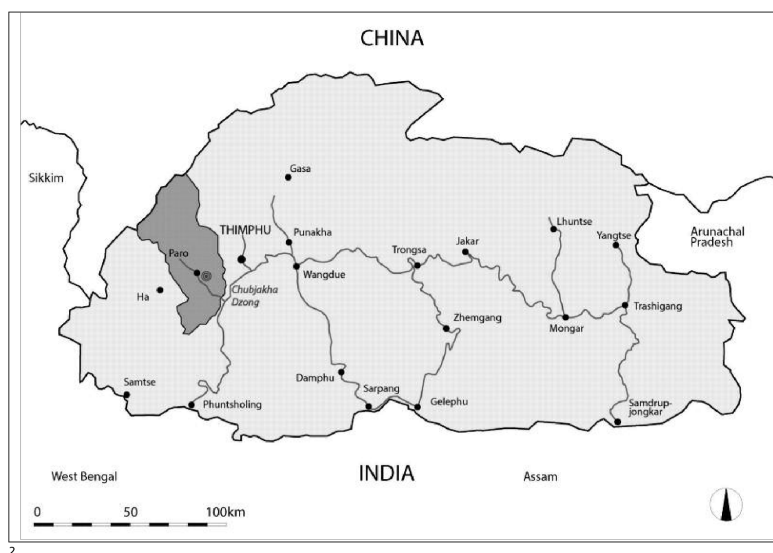 CHINA
Sikkim
Gasa
Lhuntse
THIMPHU
Punakha
Yangtse
Arunachal
Pradesh
Paro
Trongsa
Jakar
Wangdue
Chubjakha
Dzong
Ha
Trashigang
Zhemgang
Mongar
Damphu
Samtse
Sarpang
Phuntsholing
Gelephu
Samdrup-
jongkar
West Bengal
INDIA
Assam
0 50 100km
2